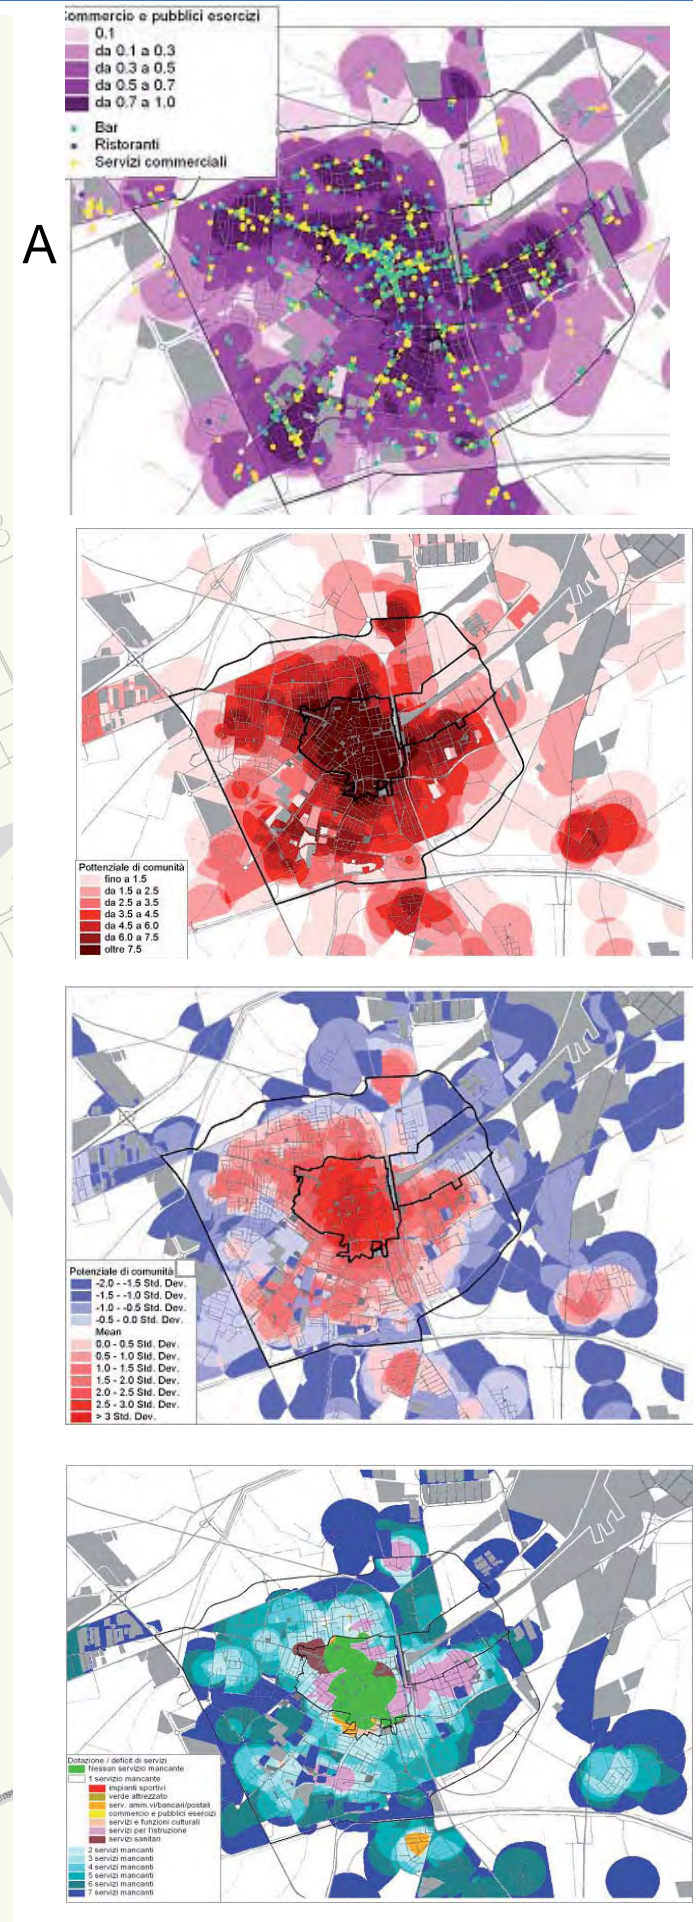 Commercio e pubblici esercizi
0.1
da 0.1 a 0.3
da 0.3 a 0.5
da 0.5 a 0.7
da 0.7 a 1.0
Bar
Ristoranti
Servizi commerciali
A
Pottenziale di comunità
fino a 1.5
da 1.5 a 2.5
da 2.5 a 3.5
da 3.5 a 4.5
da 4.5 a 6.0
da 6.0 a 7.5
oltre 7.5
Potenziale di comunità
-2.0 - -1.5 Std. Dev.
-1.5 - -1.0 Std. Dev.
-1.0 - -0.5 Std. Dev.
-0.5 - 0.0 Std. Dev.
Mean
0.0 - 0.5 Std. Dev.
0.5 - 1.0 Std. Dev.
1.0 - 1.5 Std. Dev.
1.5 - 2.0 Std. Dev.
2.0 - 2.5 Std. Dev.
2.5 - 3.0 Std. Dev.
> 3 Std. Dev.
Dotazione / deficit di servizi
Nessun servizio mancante
1 servizio mancante
impianti sportivi
verde attrezzato
serv. amm.vi/bancari/postali
commercio e pubblici esercizi
servizi e funzioni culturali
servizi per l'istruzione
servizi sanitari
2 servizi mancanti
3 servizi mancanti
4 servizi mancanti
5 servizi mancanti
6 servizi mancanti
7 servizi mancanti